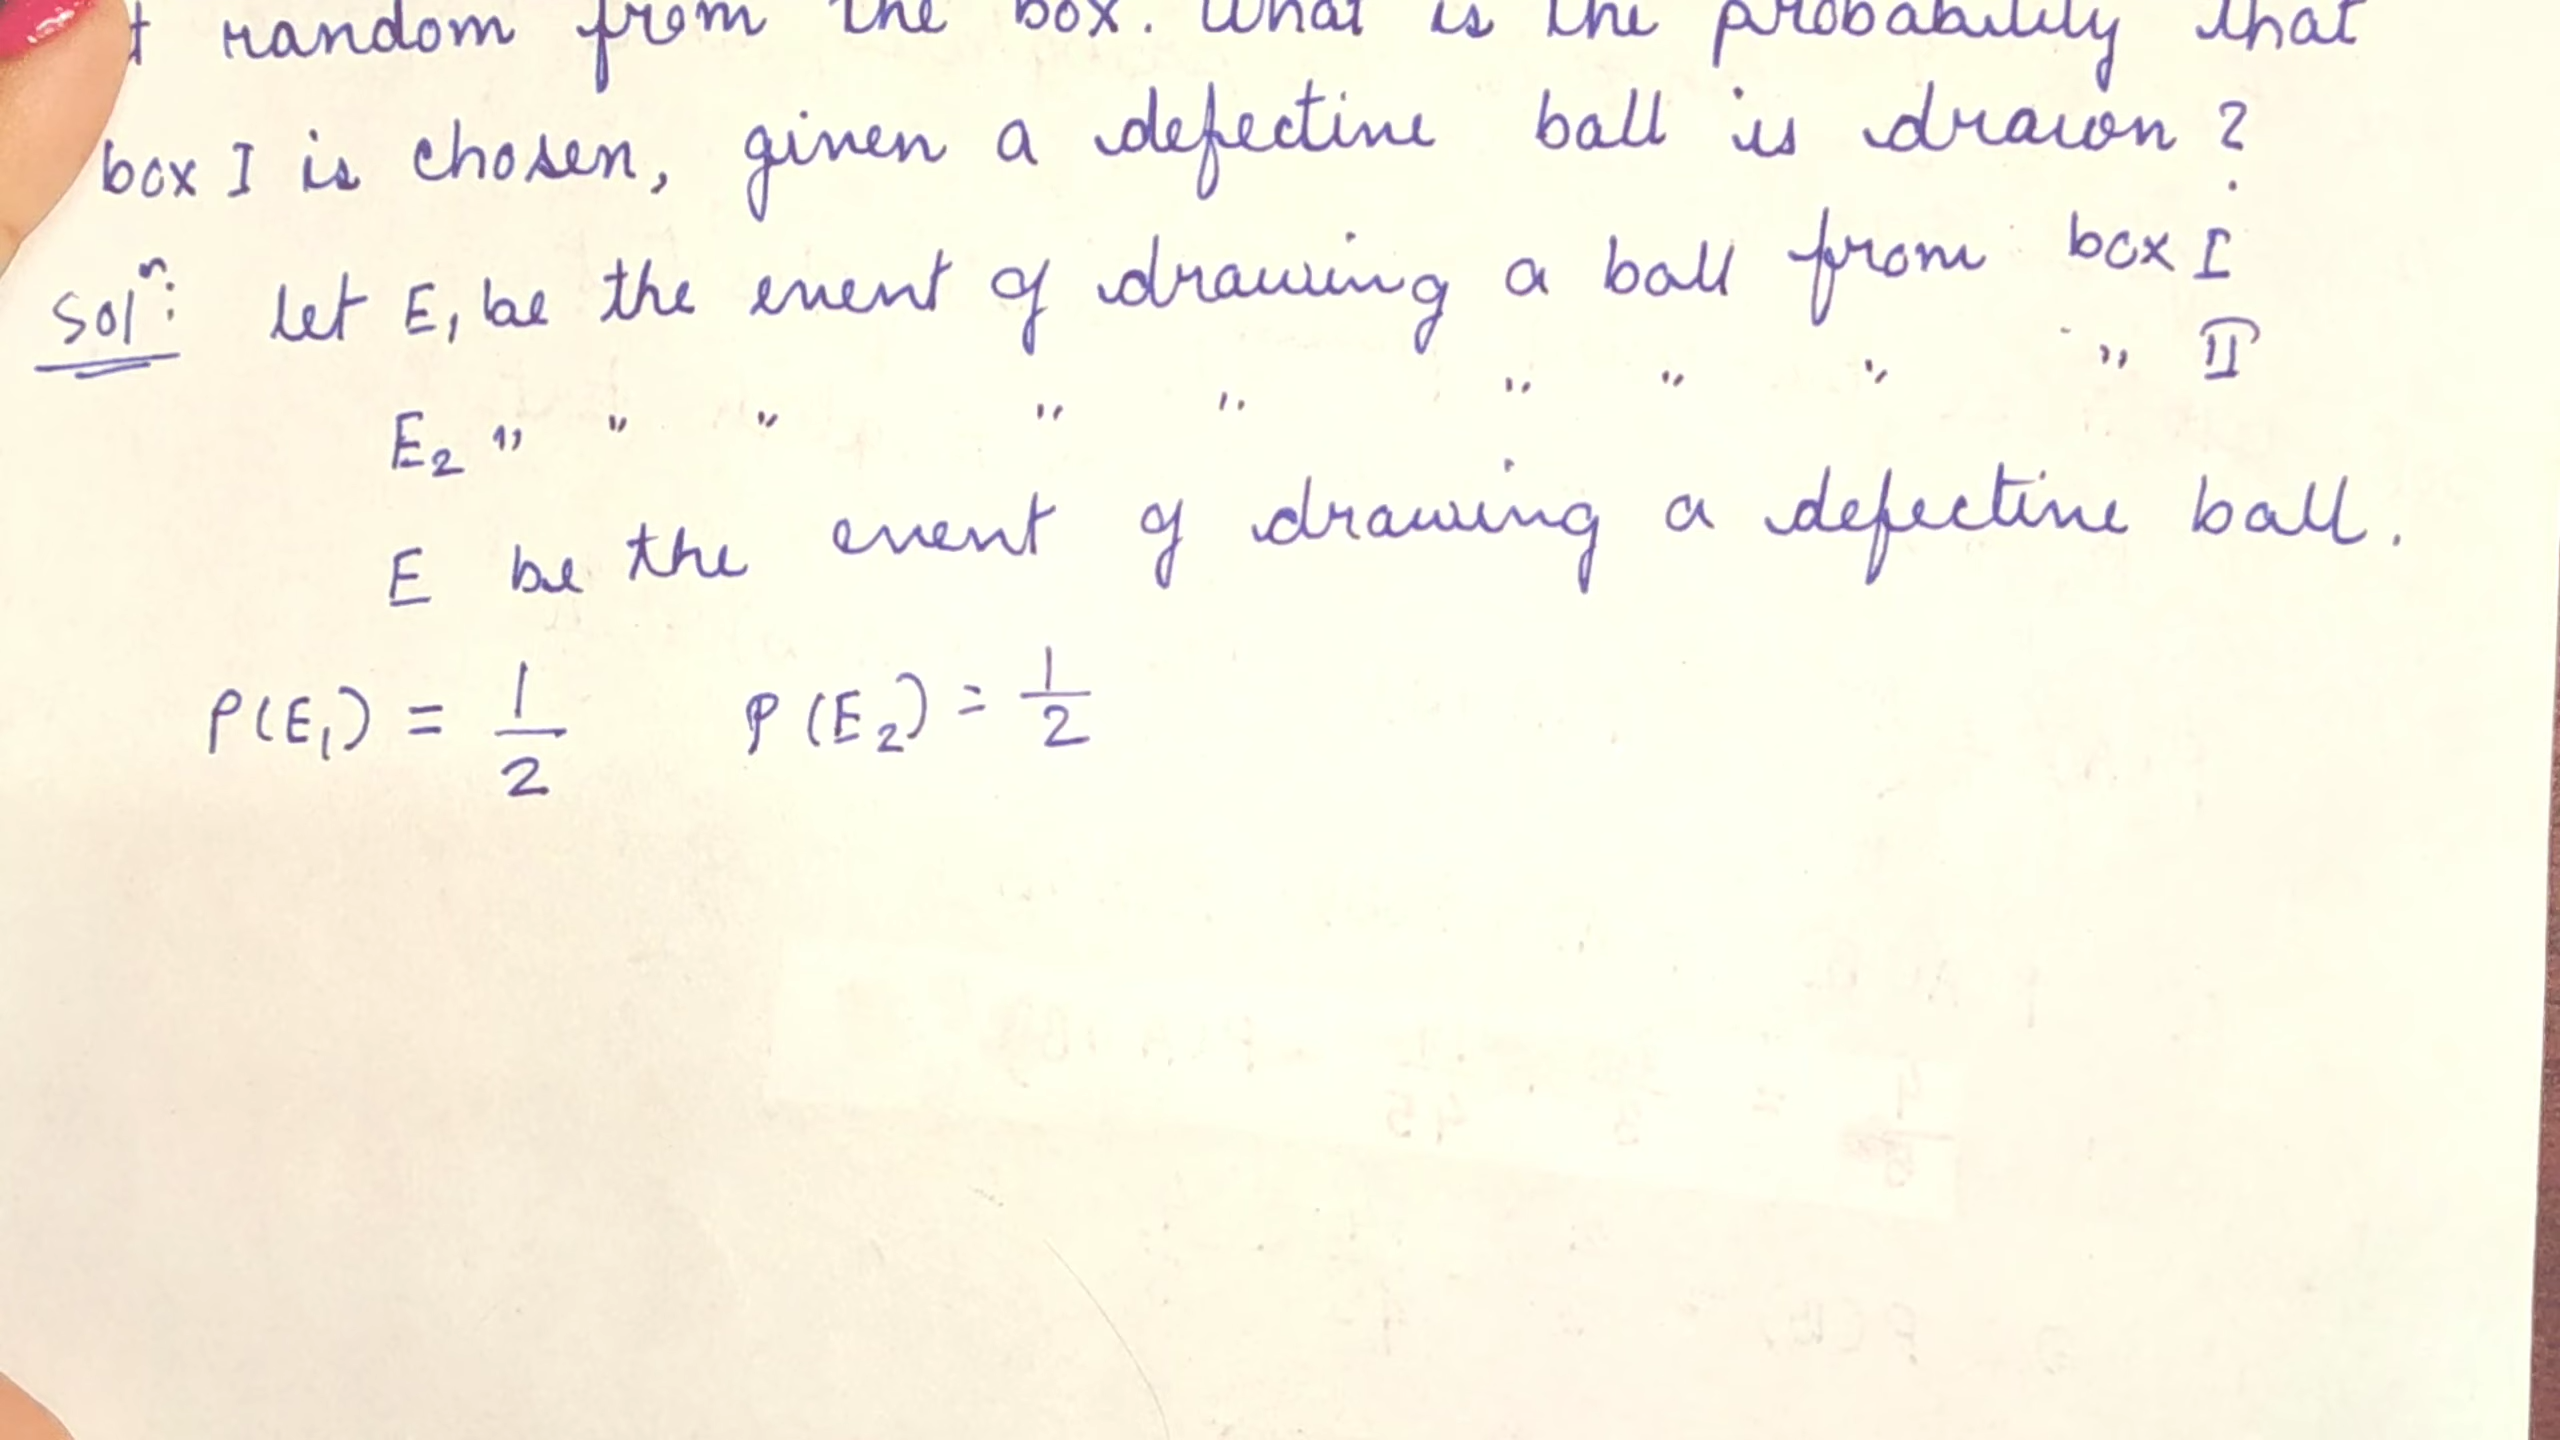 t random from the box. What is the probability that
box I is chosen, given a defective ball is drawn ?
Solⁿ: let E₁ be the event of drawing a ball from box I
E₂ " " " " " " " " " II
E be the event of drawing a defective ball.
P(E₁) = 1/2 P(E₂) = 1/2